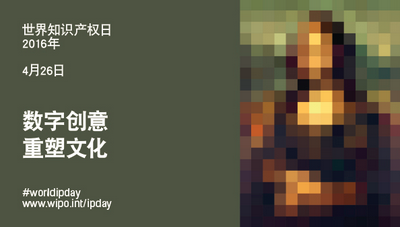 世界知识产权日
2016年
4月26日
数字创意
重塑文化
#worldipday
www.wipo.int/ipday